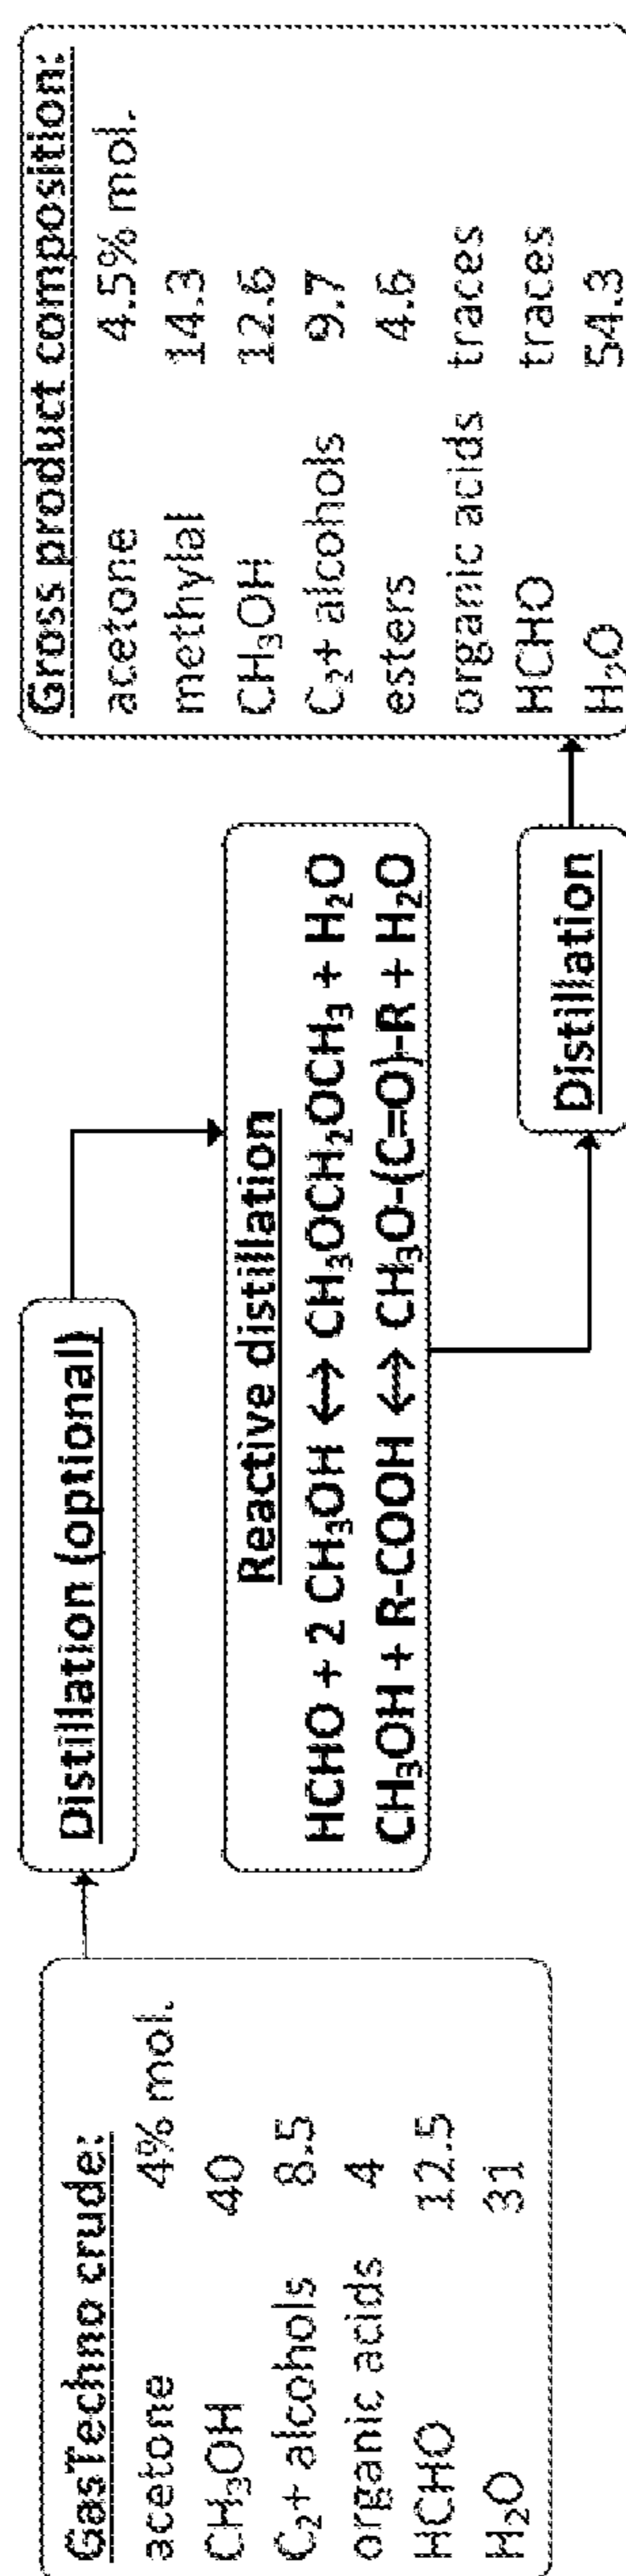 GasTechno crude:
acetone 4% mol.
CH₃OH 40
C₂+ alcohols 8.5
organic acids 4
HCHO 12.5
H₂O 31
Distillation (optional)
Reactive distillation
HCHO + 2 CH₃OH ↔ CH₃OCH₂OCH₃ + H₂O
CH₃OH + R-COOH ↔ CH₃O-(C=O)-R + H₂O
Distillation
Gross product composition:
acetone 4.5% mol.
methylal 14.3
CH₃OH 12.6
C₂+ alcohols 9.7
esters 4.6
organic acids traces
HCHO traces
H₂O 54.3